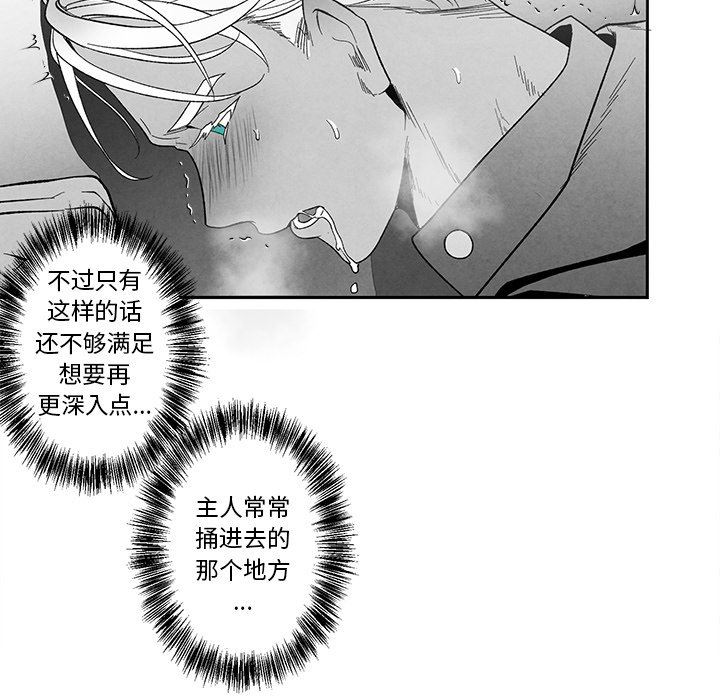 不过只有
这样的话
还不够满足
想要再
更深入点...
主人常常
捅进去的
那个地方
...